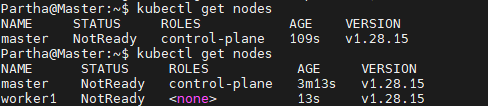 Partha@Master:~$ kubectl get nodes
NAME STATUS ROLES AGE VERSION
master NotReady control-plane 109s v1.28.15
Partha@Master:~$ kubectl get nodes
NAME STATUS ROLES AGE VERSION
master NotReady control-plane 3m13s v1.28.15
worker1 NotReady <none> 13s v1.28.15